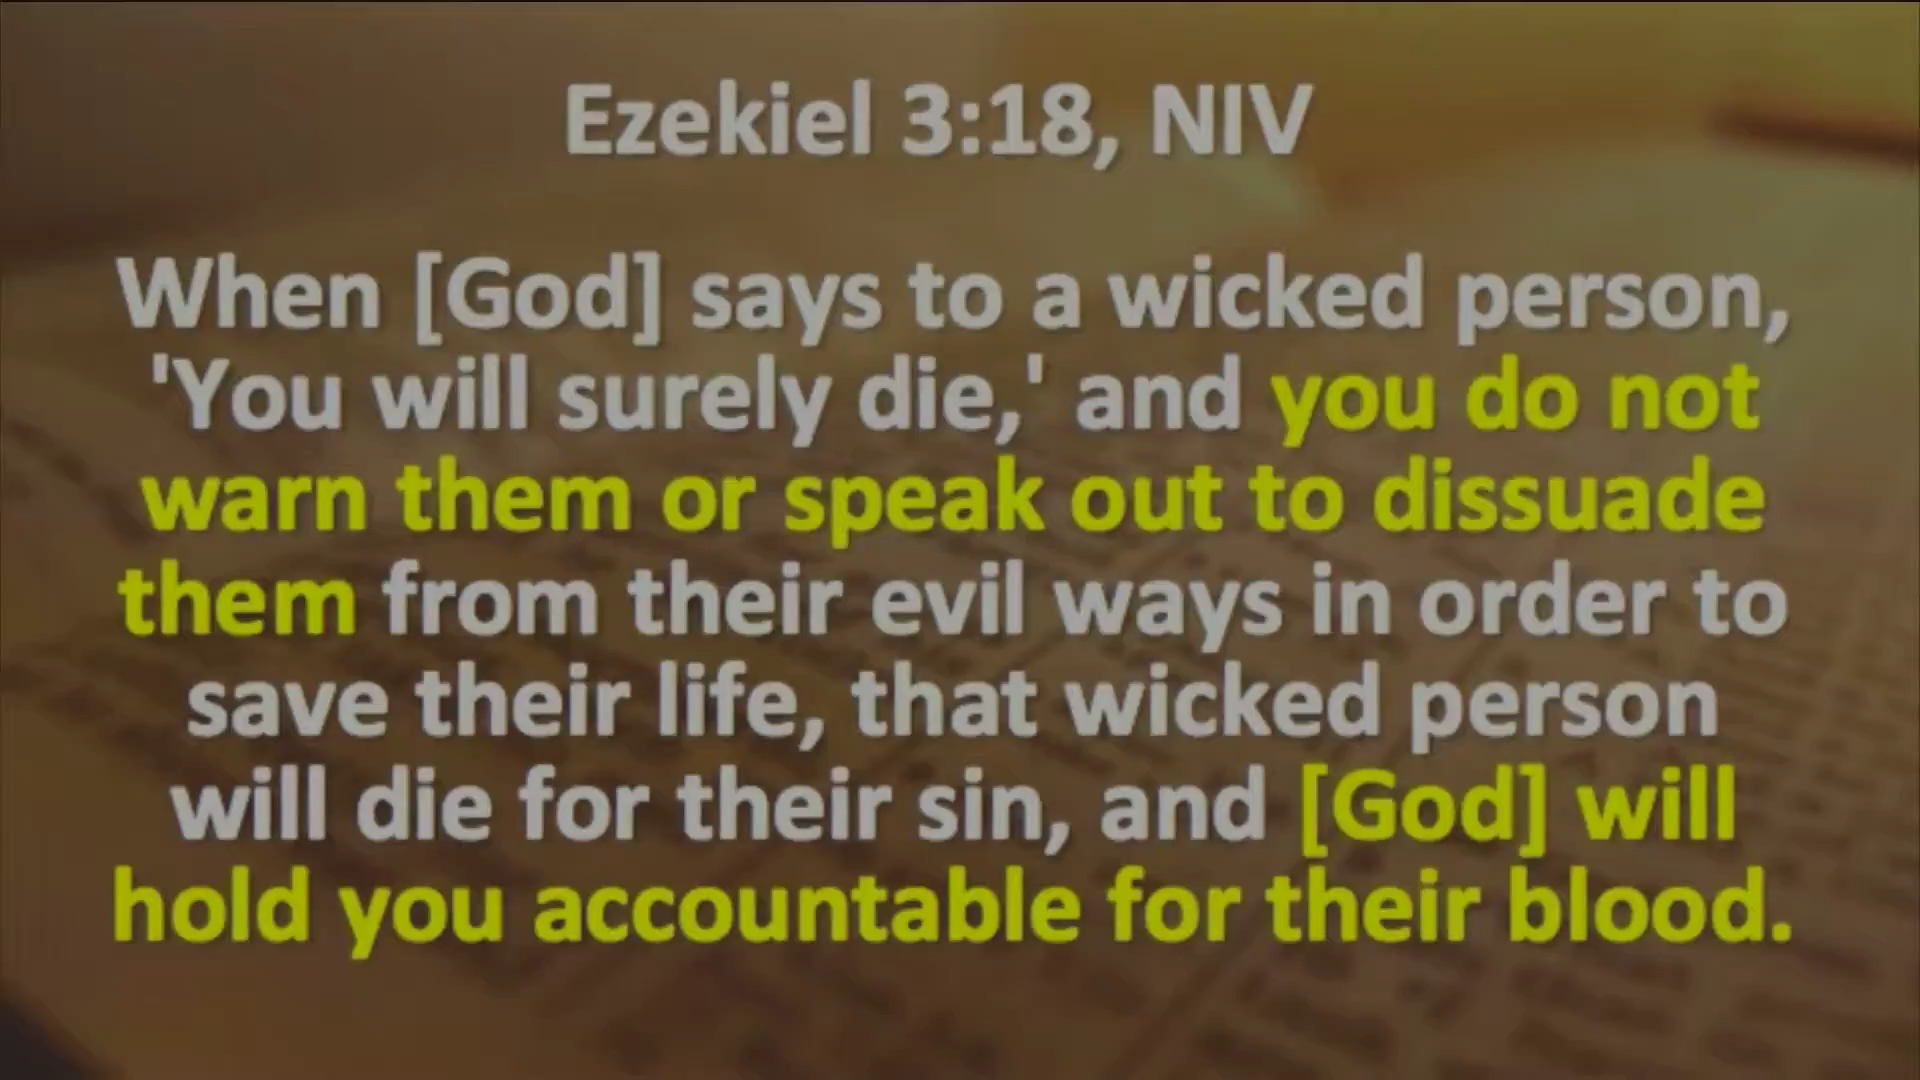 Ezekiel 3:18, NIV
When [God] says to a wicked person,
'You will surely die,' and you do not
warn them or speak out to dissuade
them from their evil ways in order to
save their life, that wicked person
will die for their sin, and [God] will
hold you accountable for their blood.